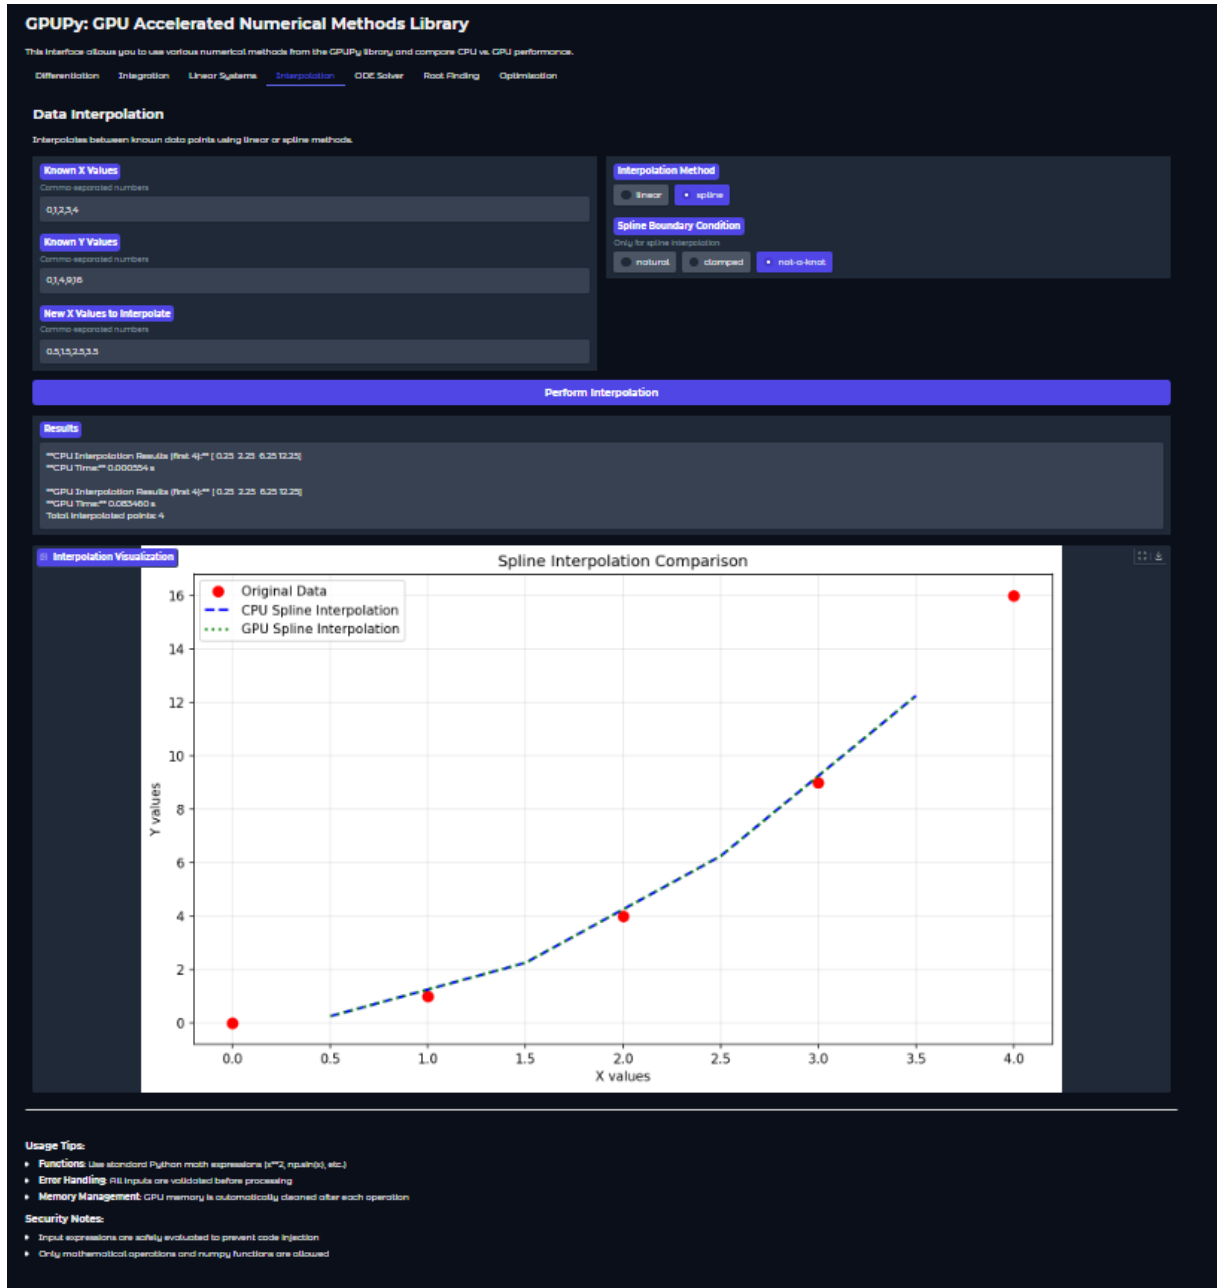 GPUPy: GPU Accelerated Numerical Methods Library
This interface allows you to use various numerical methods from the GPUPy library and compare CPU vs. GPU performance.
Differentiation Integration Linear Systems Interpolation ODE Solver Root Finding Optimization
Data Interpolation
Interpolates between known data points using linear or spline methods.
Known X Values
Comma-separated numbers
0,1,2,3,4
Known Y Values
Comma-separated numbers
0,1,4,9,16
New X Values to Interpolate
Comma-separated numbers
0.5,1.5,2.5,3.5
Interpolation Method
linear spline
Spline Boundary Condition
Only for spline interpolation
natural clamped not-a-knot
Perform Interpolation
Results
**CPU Interpolation Results (first 4):** [ 0.25 2.25 6.25 12.25]
**CPU Time:** 0.000554 s
**GPU Interpolation Results (first 4):** [ 0.25 2.25 6.25 12.25]
**GPU Time:** 0.083460 s
Total interpolated points: 4
Interpolation Visualization
Spline Interpolation Comparison
Original Data
CPU Spline Interpolation
GPU Spline Interpolation
16
14
12
10
8
6
4
2
0
Y values
0.0 0.5 1.0 1.5 2.0 2.5 3.0 3.5 4.0
X values
Usage Tips:
Functions: Use standard Python math expressions (x**2, np.sin(x), etc.)
Error Handling: All inputs are validated before processing
Memory Management: GPU memory is automatically cleaned after each operation
Security Notes:
Input expressions are safely evaluated to prevent code injection
Only mathematical operations and numpy functions are allowed